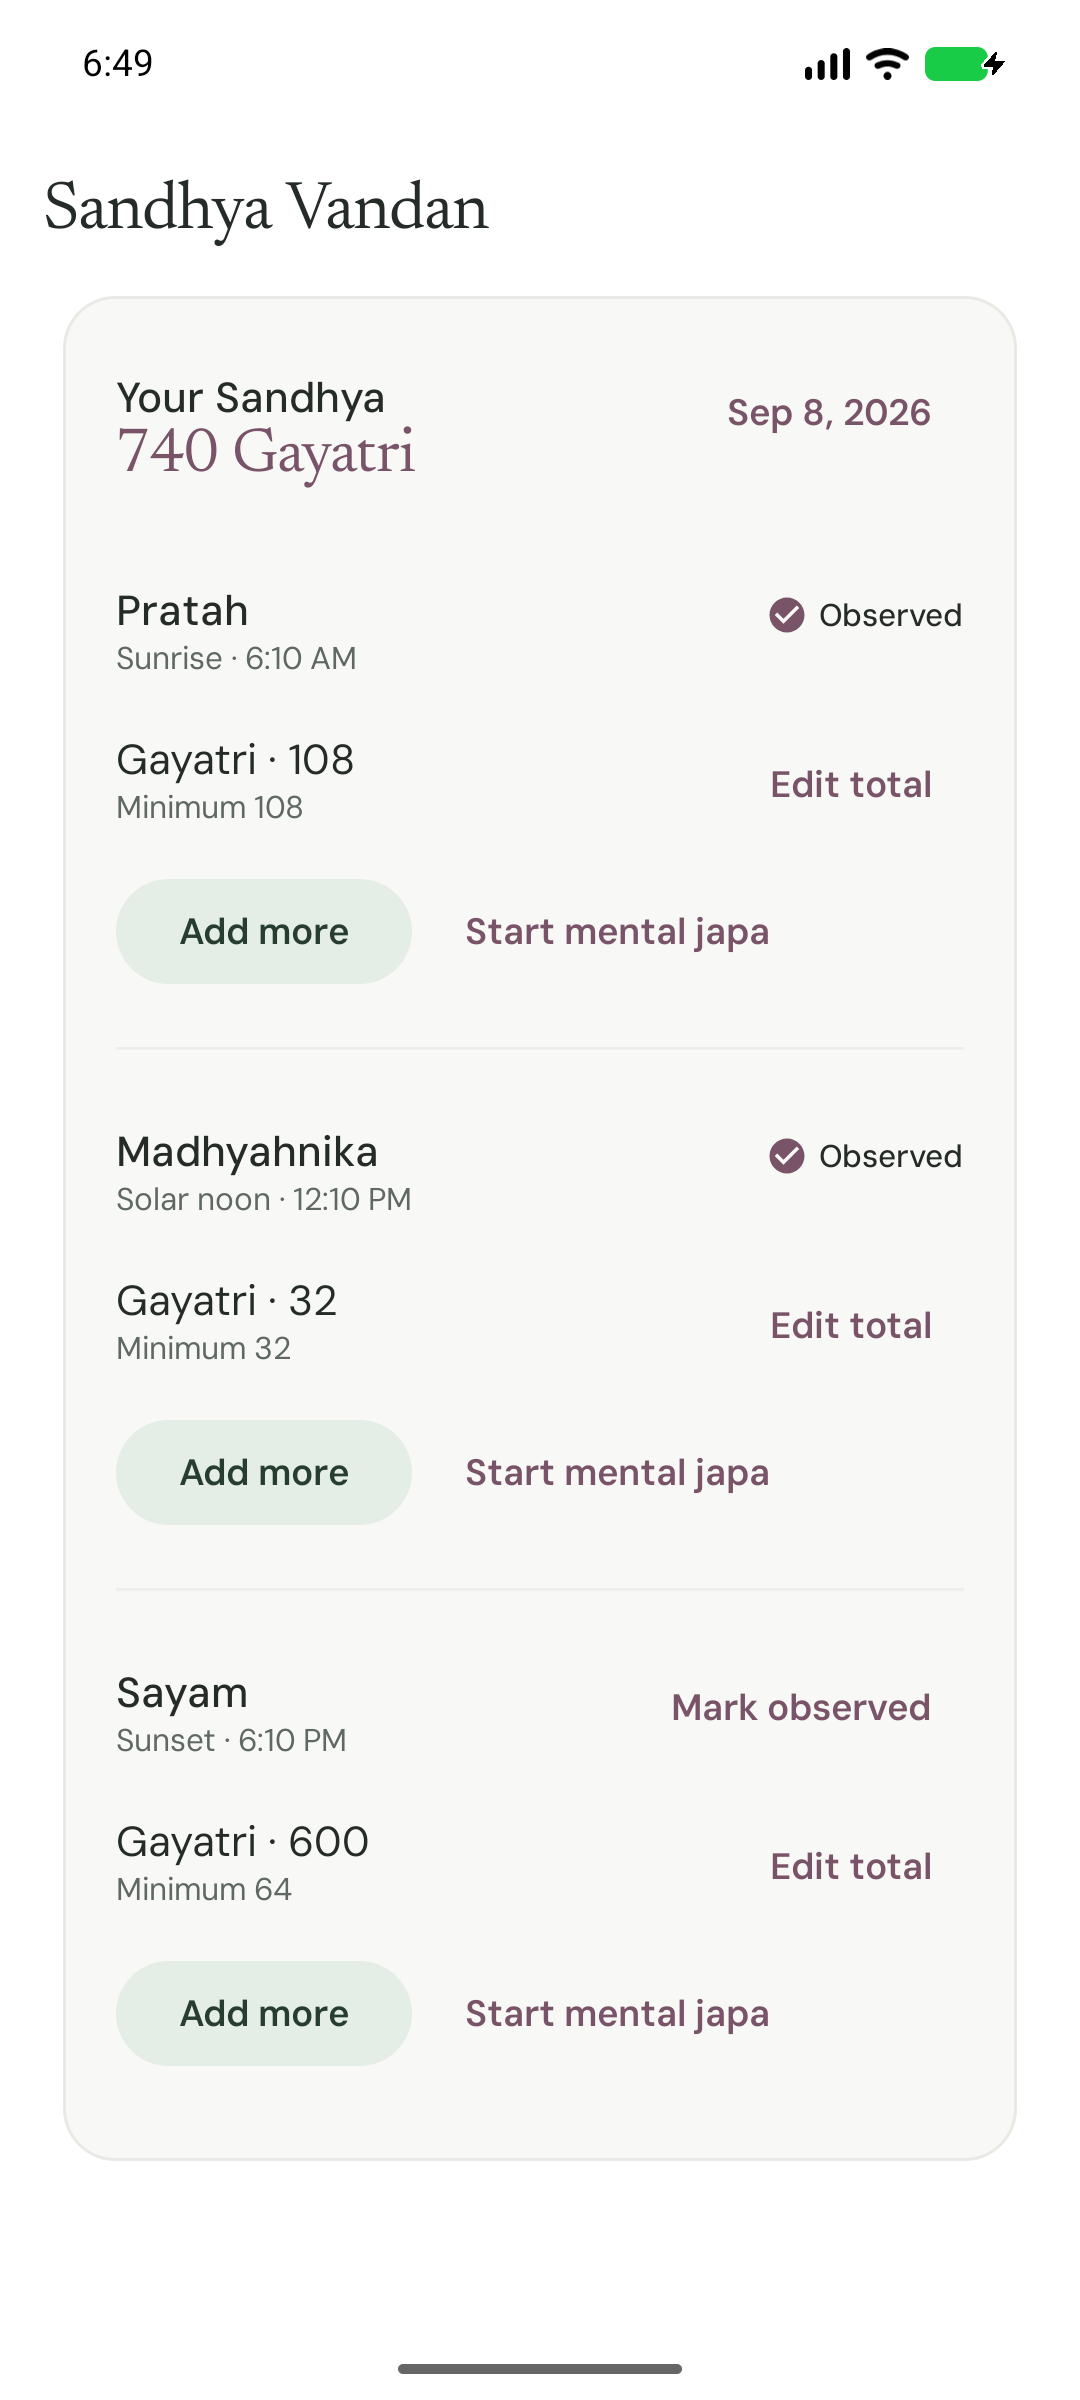 6:49
Sandhya Vandan
Your Sandhya
740 Gayatri
Sep 8, 2026
Pratah
Observed
Sunrise · 6:10 AM
Gayatri · 108
Minimum 108
Edit total
Add more
Start mental japa
Madhyahnika
Observed
Solar noon · 12:10 PM
Gayatri · 32
Minimum 32
Edit total
Add more
Start mental japa
Sayam
Mark observed
Sunset · 6:10 PM
Gayatri · 600
Minimum 64
Edit total
Add more
Start mental japa